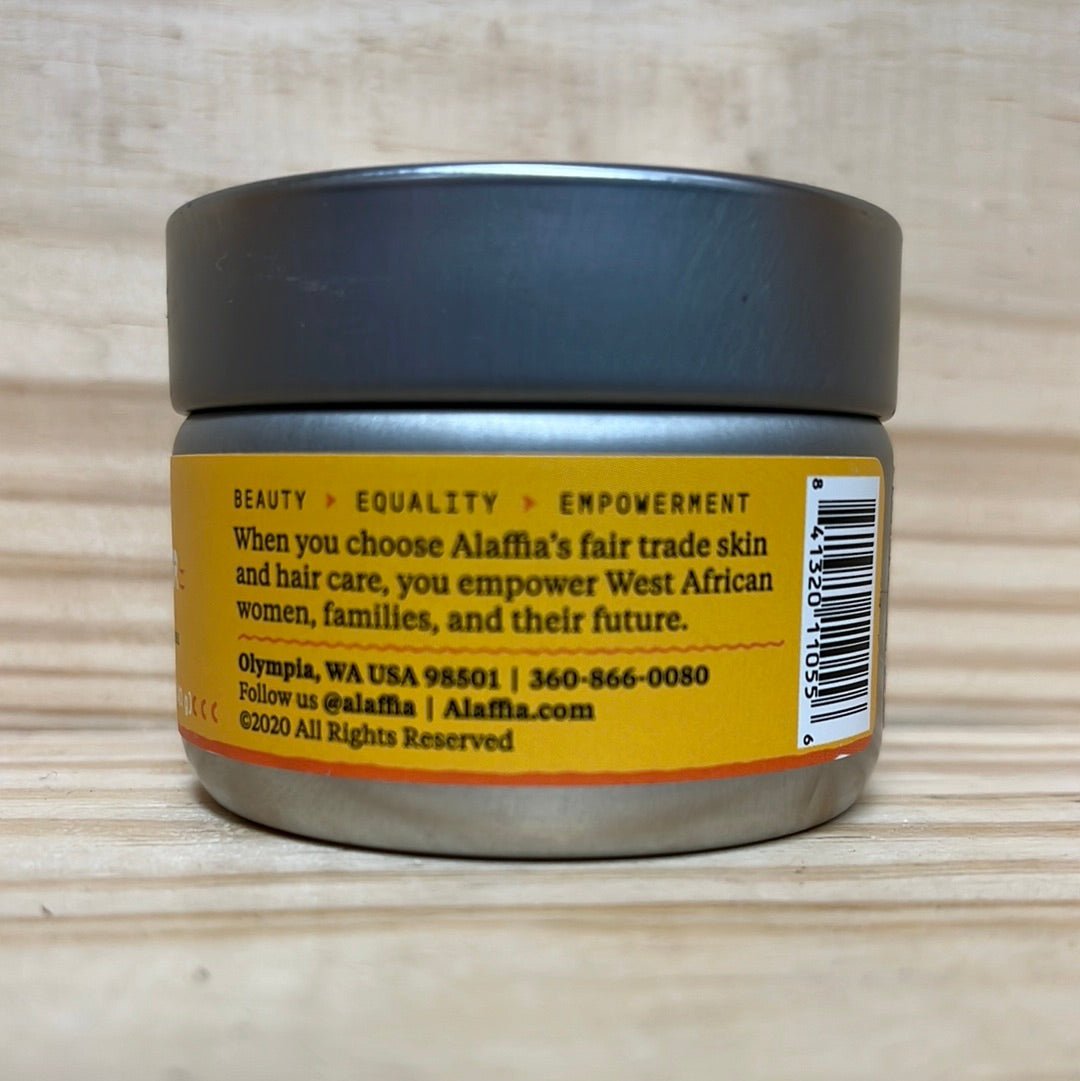 BEAUTY > EQUALITY > EMPOWERMENT
When you choose Alaffia's fair trade skin
and hair care, you empower West African
women, families, and their future.
Olympia, WA USA 98501 | 360-866-0080
Follow us @alaffia | Alaffia.com
©2020 All Rights Reserved
8 41320 11055 6